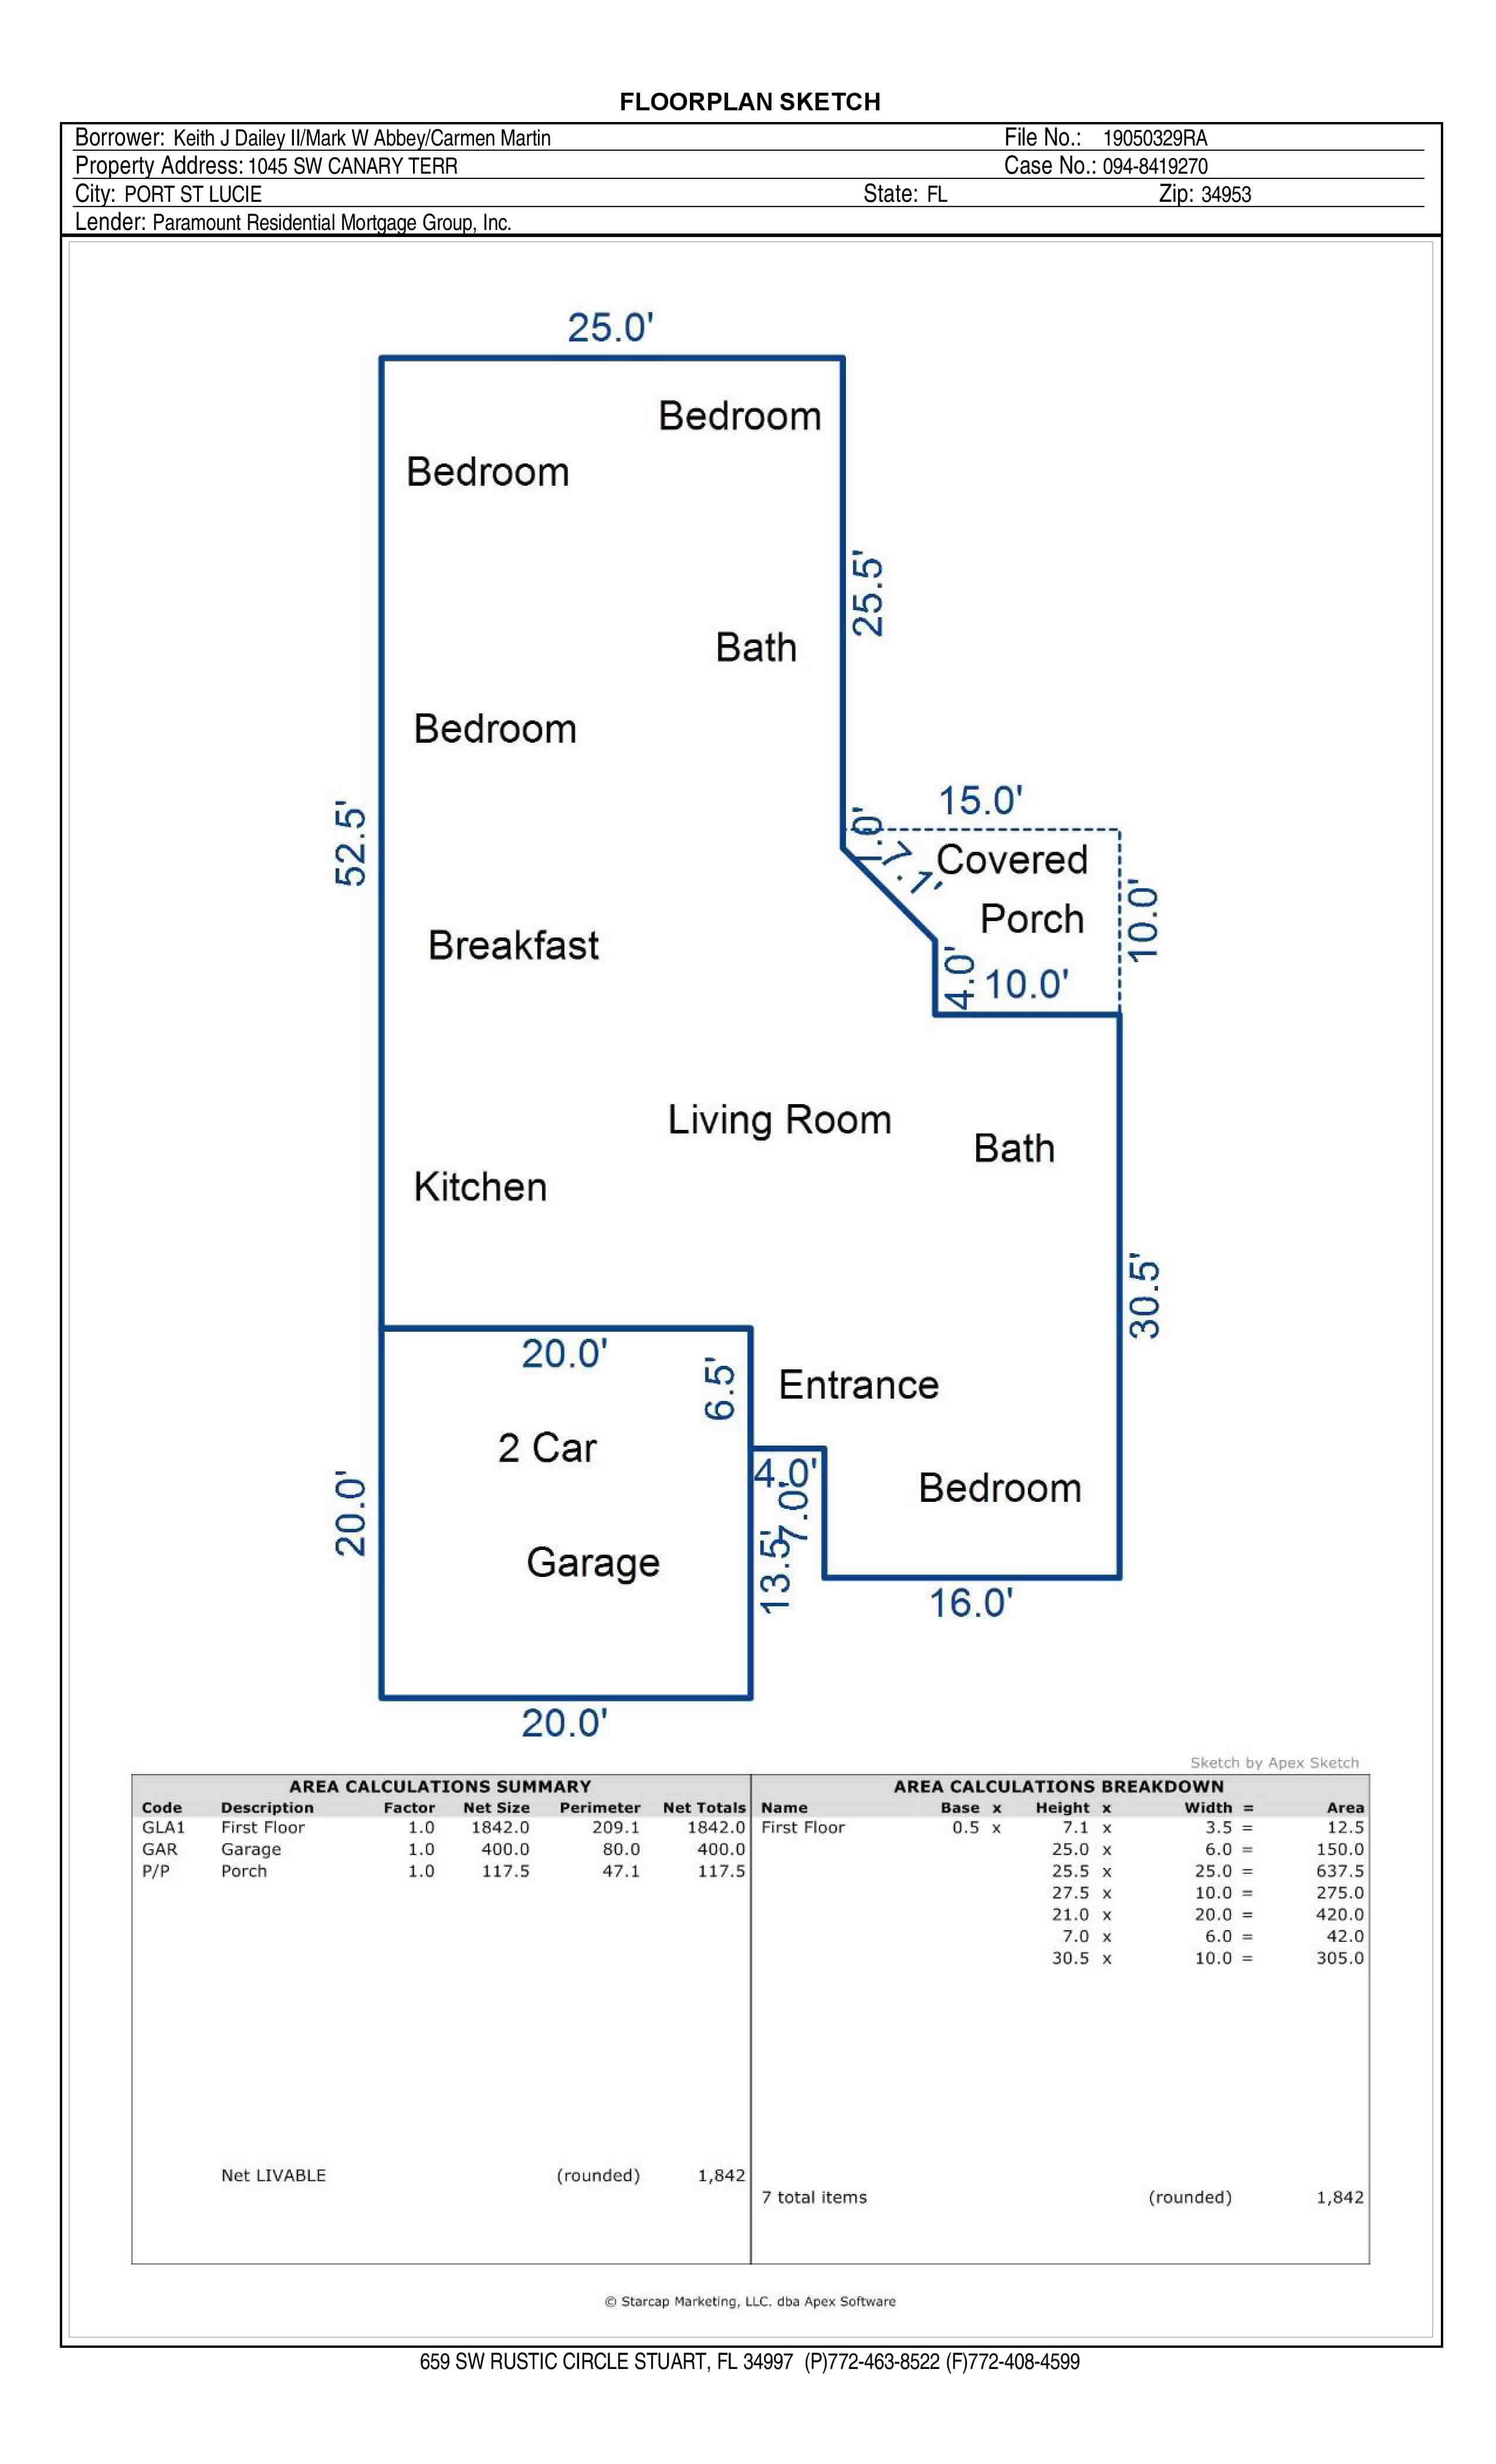 FLOORPLAN SKETCH
Borrower: Keith J Dailey II/Mark W Abbey/Carmen Martin File No.: 19050329RA
Property Address: 1045 SW CANARY TERR Case No.: 094-8419270
City: PORT ST LUCIE State: FL Zip: 34953
Lender: Paramount Residential Mortgage Group, Inc.
25.0'
Bedroom
Bedroom
25.5'
Bath
Bedroom
52.5'
15.0'
1.0'
7.1'
Covered
Porch
10.0'
Breakfast
4.0'
10.0'
Living Room
Bath
Kitchen
30.5'
20.0'
6.5'
Entrance
2 Car
4.0'
7.0'
Bedroom
20.0'
13.5'
Garage
16.0'
20.0'
Sketch by Apex Sketch
AREA CALCULATIONS SUMMARY
Code Description Factor Net Size Perimeter Net Totals
GLA1 First Floor 1.0 1842.0 209.1 1842.0
GAR Garage 1.0 400.0 80.0 400.0
P/P Porch 1.0 117.5 47.1 117.5
Net LIVABLE (rounded) 1,842
AREA CALCULATIONS BREAKDOWN
Name Base x Height x Width = Area
First Floor 0.5 x 7.1 x 3.5 = 12.5
25.0 x 6.0 = 150.0
25.5 x 25.0 = 637.5
27.5 x 10.0 = 275.0
21.0 x 20.0 = 420.0
7.0 x 6.0 = 42.0
30.5 x 10.0 = 305.0
7 total items (rounded) 1,842
© Starcap Marketing, LLC. dba Apex Software
659 SW RUSTIC CIRCLE STUART, FL 34997 (P)772-463-8522 (F)772-408-4599